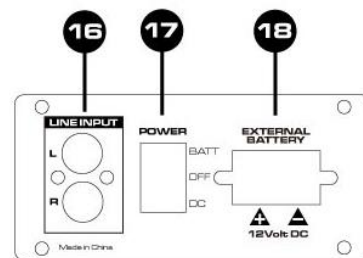 16 17 18
LINE INPUT
L
R
POWER
BATT
OFF
DC
EXTERNAL
BATTERY
+ −
12Volt DC
Made in China